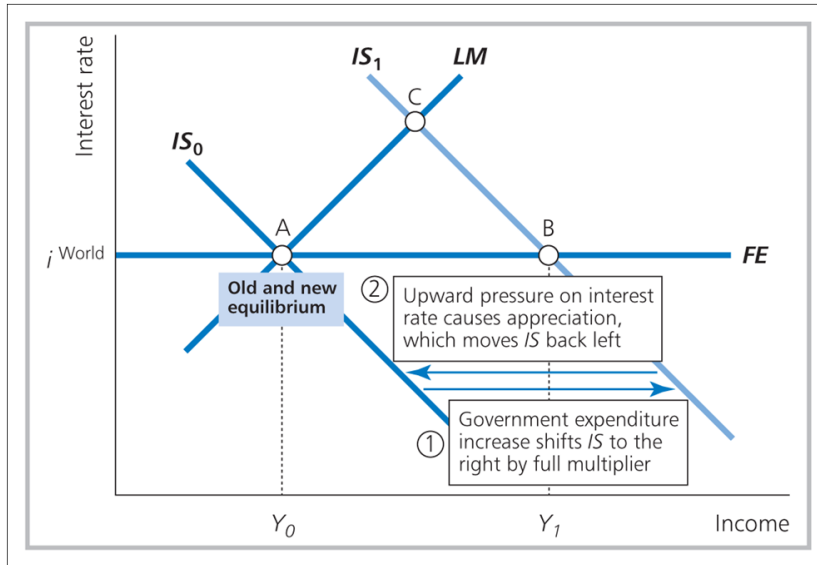 Interest rate
IS₁
LM
C
IS₀
A
B
i World
FE
Old and new
equilibrium
②
Upward pressure on interest
rate causes appreciation,
which moves IS back left
①
Government expenditure
increase shifts IS to the
right by full multiplier
Y₀
Y₁
Income